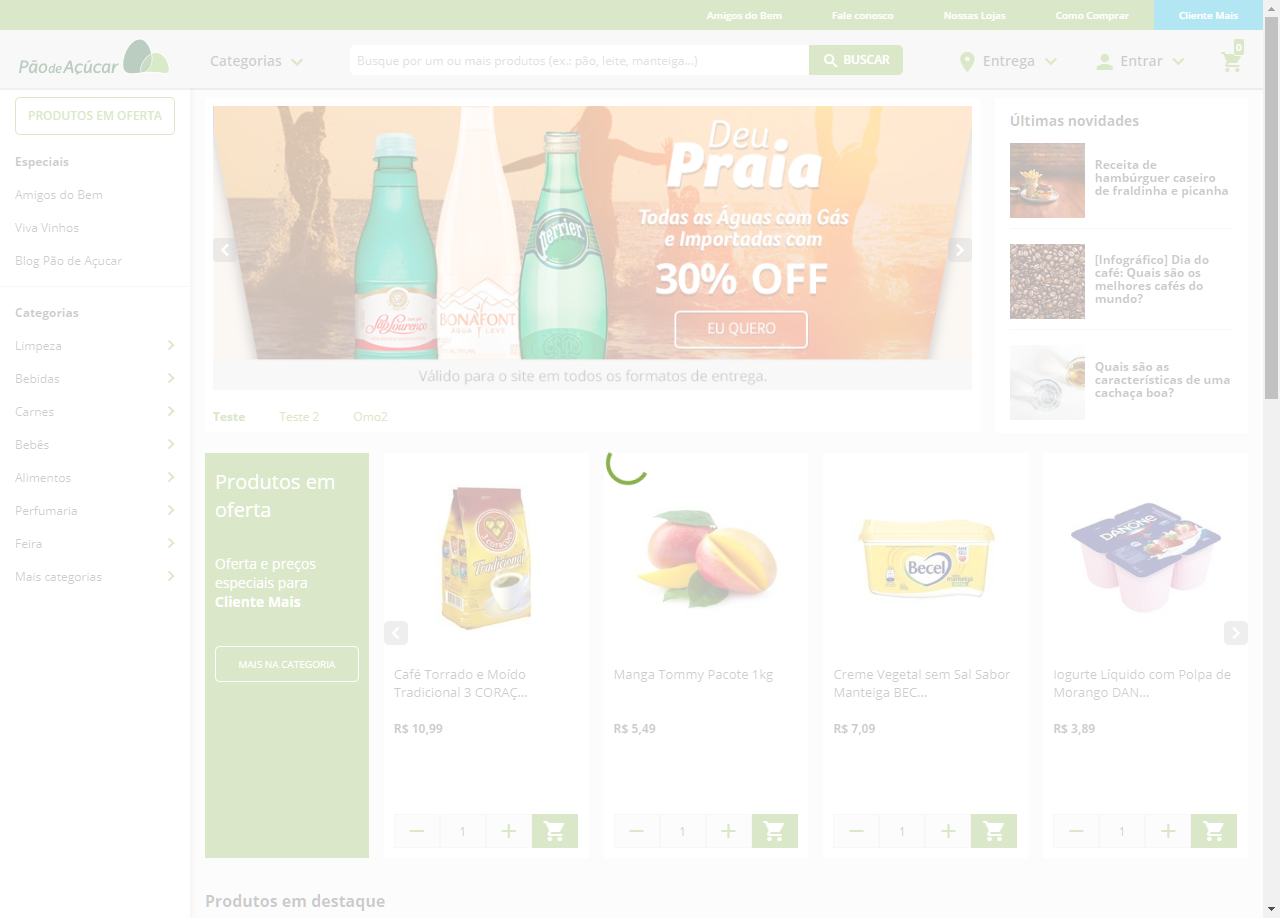 Amigos do Bem
Fale conosco
Nossas Lojas
Como Comprar
Cliente Mais
Pão de Açúcar
Categorias
Busque por um ou mais produtos (ex.: pão, leite, manteiga...)
BUSCAR
Entrega
Entrar
0
PRODUTOS EM OFERTA
Especiais
Amigos do Bem
Viva Vinhos
Blog Pão de Açucar
Categorias
Limpeza
Bebidas
Carnes
Bebês
Alimentos
Perfumaria
Feira
Mais categorias
Deu
Praia
Todas as Águas com Gás
e Importadas com
30% OFF
EU QUERO
perrier
São Lourenço
BONAFONT
ÁGUA LEVE
Válido para o site em todos os formatos de entrega.
Teste
Teste 2
Omo2
Últimas novidades
Receita de
hambúrguer caseiro
de fraldinha e picanha
[Infográfico] Dia do
café: Quais são os
melhores cafés do
mundo?
Quais são as
características de uma
cachaça boa?
Produtos em
oferta
Oferta e preços
especiais para
Cliente Mais
MAIS NA CATEGORIA
Tradicional
Café Torrado e Moído
Tradicional 3 CORAÇ...
R$ 10,99
1
Manga Tommy Pacote 1kg
R$ 5,49
1
Becel
Creme Vegetal sem Sal Sabor
Manteiga BEC...
R$ 7,09
1
DANONE
Iogurte Líquido com Polpa de
Morango DAN...
R$ 3,89
1
Produtos em destaque